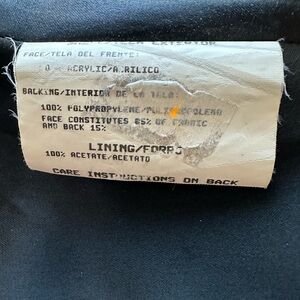 EXTERIOR
FACE/TELA DEL FRENTE:
ACRYLIC/ACRILICO
BACKING/INTERIOR DE LA TELA:
100% POLYPROPYLENE/
FACE CONSTITUTES 85% OF FABRIC
AND BACK 15%
LINING/FORRO
100% ACETATE/ACETATO
CARE INSTRUCTIONS ON BACK